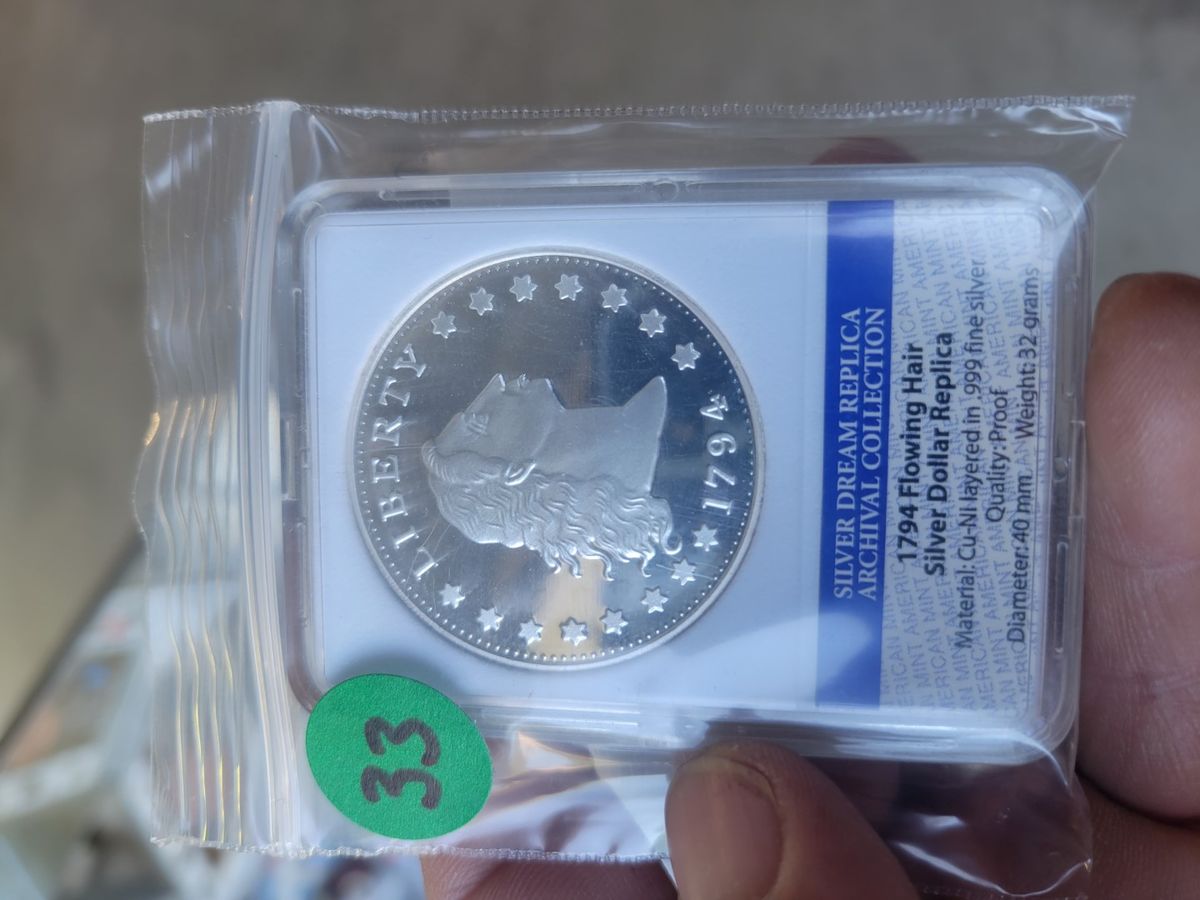 LIBERTY
1794
SILVER DREAM REPLICA
ARCHIVAL COLLECTION
1794 Flowing Hair
Silver Dollar Replica
Material: Cu-Ni layered in .999 fine silver
Quality: Proof
Diameter: 40 mm Weight: 32 grams
33